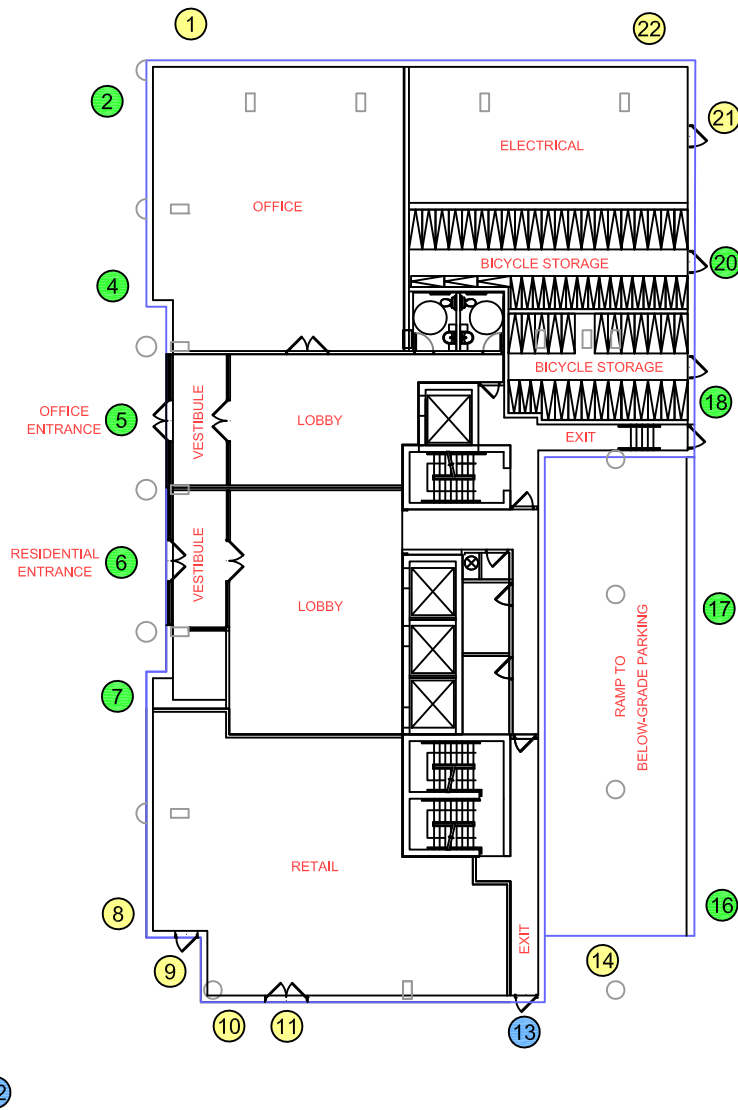 1
22
2
21
ELECTRICAL
OFFICE
20
BICYCLE STORAGE
4
BICYCLE STORAGE
18
OFFICE
ENTRANCE
5
VESTIBULE
LOBBY
EXIT
RESIDENTIAL
ENTRANCE
6
VESTIBULE
LOBBY
17
RAMP TO
BELOW-GRADE PARKING
7
RETAIL
8
16
9
EXIT
14
10
11
13
2